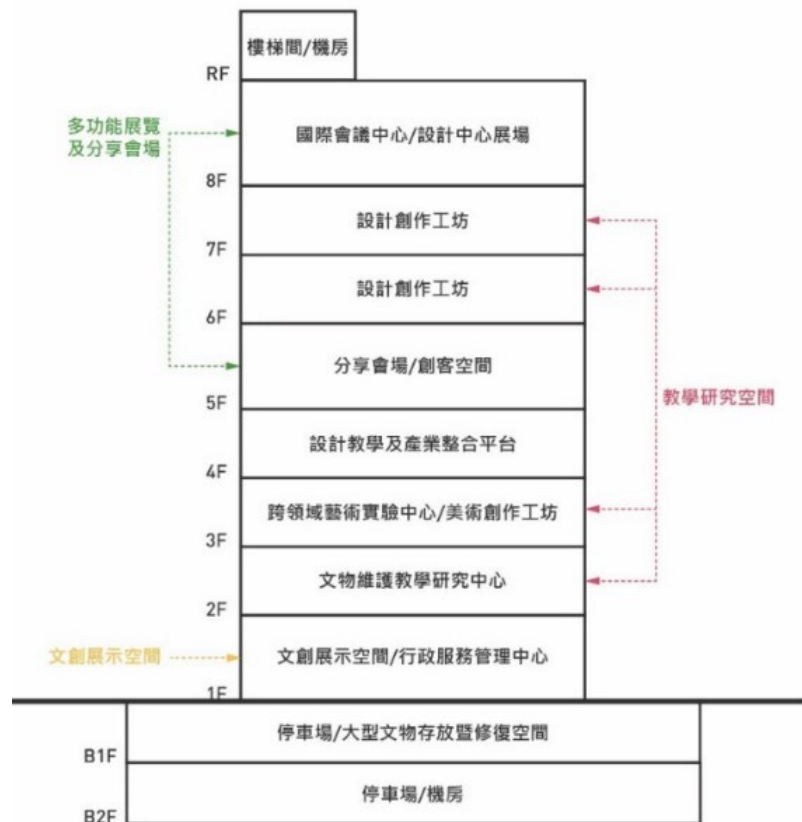 樓梯間/機房
RF
多功能展覽
及分享會場
國際會議中心/設計中心展場
8F
設計創作工坊
7F
設計創作工坊
6F
分享會場/創客空間
5F
教學研究空間
設計教學及產業整合平台
4F
跨領域藝術實驗中心/美術創作工坊
3F
文物維護教學研究中心
2F
文創展示空間
文創展示空間/行政服務管理中心
1F
停車場/大型文物存放暨修復空間
B1F
停車場/機房
B2F